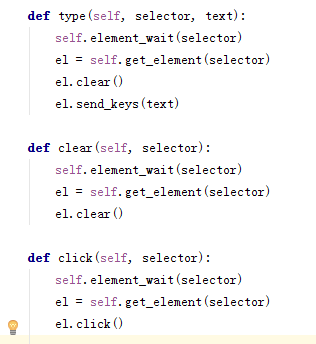 def type(self, selector, text):
    self.element_wait(selector)
    el = self.get_element(selector)
    el.clear()
    el.send_keys(text)
def clear(self, selector):
    self.element_wait(selector)
    el = self.get_element(selector)
    el.clear()
def click(self, selector):
    self.element_wait(selector)
    el = self.get_element(selector)
    el.click()